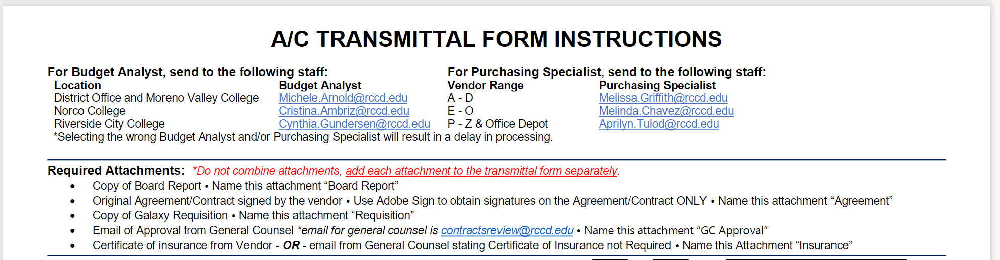 A/C TRANSMITTAL FORM INSTRUCTIONS
For Budget Analyst, send to the following staff: For Purchasing Specialist, send to the following staff:
Location Budget Analyst Vendor Range Purchasing Specialist
District Office and Moreno Valley College Michele.Arnold@rccd.edu A - D Melissa.Griffith@rccd.edu
Norco College Cristina.Ambriz@rccd.edu E - O Melinda.Chavez@rccd.edu
Riverside City College Cynthia.Gundersen@rccd.edu P - Z & Office Depot Aprilyn.Tulod@rccd.edu
*Selecting the wrong Budget Analyst and/or Purchasing Specialist will result in a delay in processing.
Required Attachments: *Do not combine attachments, add each attachment to the transmittal form separately.
• Copy of Board Report • Name this attachment “Board Report”
• Original Agreement/Contract signed by the vendor • Use Adobe Sign to obtain signatures on the Agreement/Contract ONLY • Name this attachment “Agreement”
• Copy of Galaxy Requisition • Name this attachment “Requisition”
• Email of Approval from General Counsel *email for general counsel is contractsreview@rccd.edu • Name this attachment “GC Approval”
• Certificate of insurance from Vendor - OR - email from General Counsel stating Certificate of Insurance not Required • Name this Attachment “Insurance”